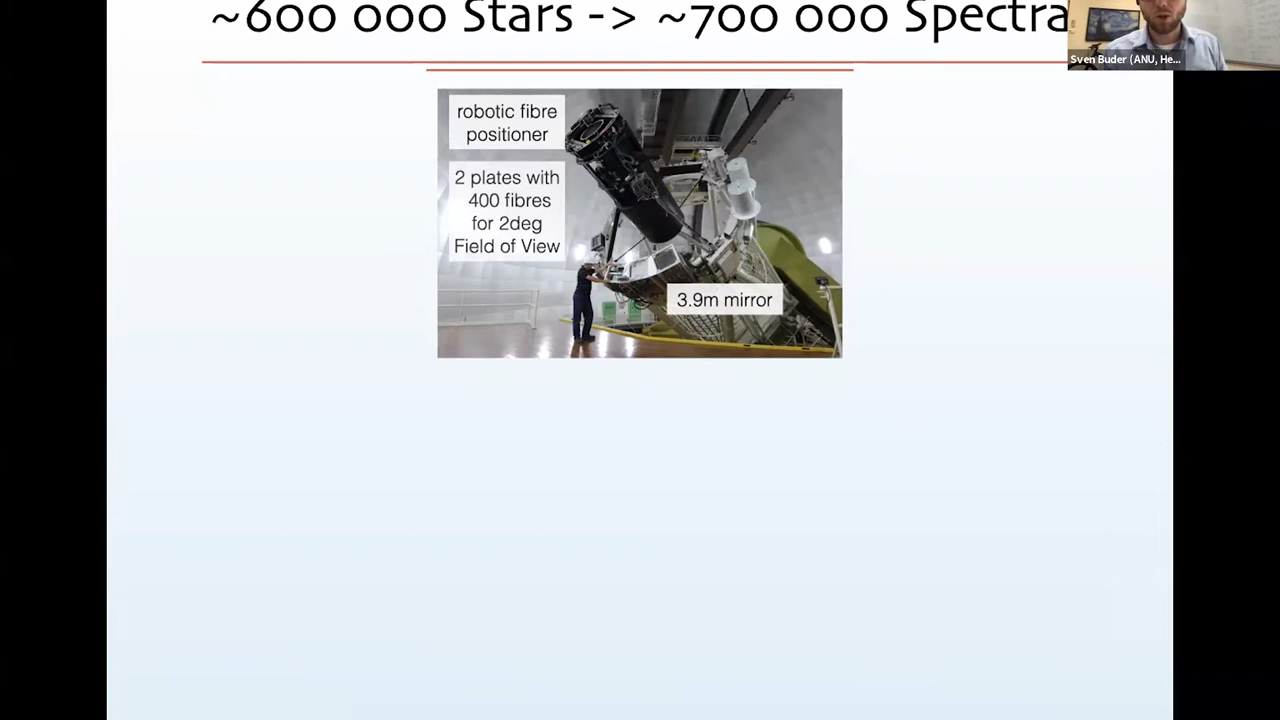 ~600 000 Stars -> ~700 000 Spectra
Sven Buder (ANU, He...
robotic fibre
positioner
2 plates with
400 fibres
for 2deg
Field of View
3.9m mirror